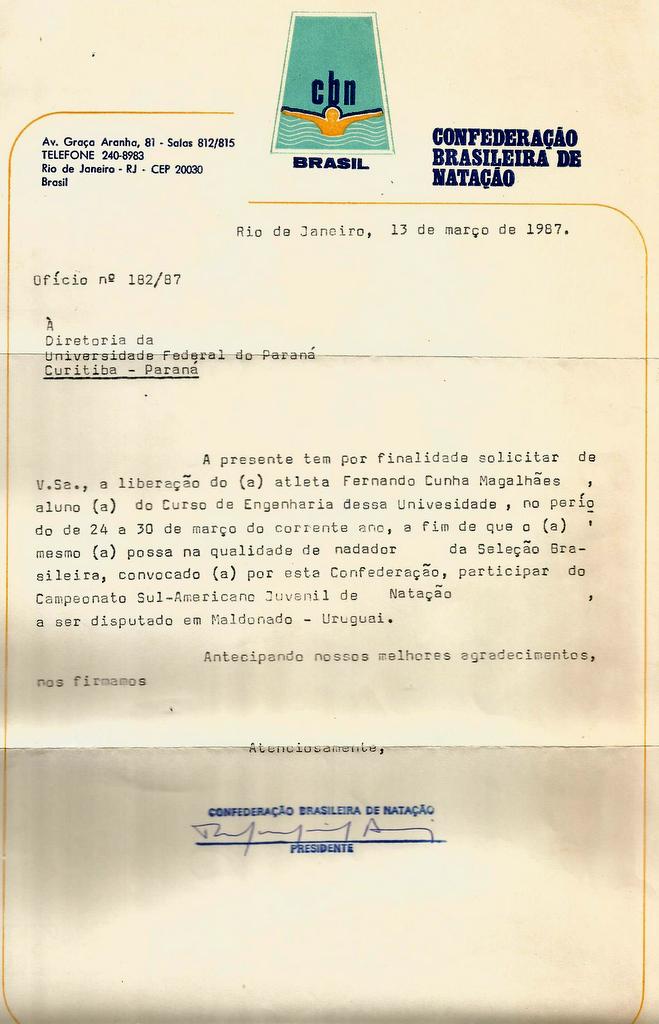 cbn
BRASIL
CONFEDERAÇÃO
BRASILEIRA DE
NATAÇÃO
Av. Graça Aranha, 81 - Salas 812/815
TELEFONE 240-8983
Rio de Janeiro - RJ - CEP 20030
Brasil
Rio de Janeiro, 13 de março de 1987.
Ofício nº 182/87
À
Diretoria da
Universidade Federal do Paraná
Curitiba - Paraná
A presente tem por finalidade solicitar de
V.Sa., a liberação do (a) atleta Fernando Cunha Magalhães ,
aluno (a) do Curso de Engenharia dessa Univesidade , no perío
do de 24 a 30 de março do corrente ano, a fim de que o (a) '
mesmo (a) possa na qualidade de nadador da Seleção Bra-
sileira, convocado (a) por esta Confederação, participar do
Campeonato Sul-Americano Juvenil de Natação ,
a ser disputado em Maldonado - Uruguai.
Antecipando nossos melhores agradecimentos,
nos firmamos
Atenciosamente,
CONFEDERAÇÃO BRASILEIRA DE NATAÇÃO
PRESIDENTE